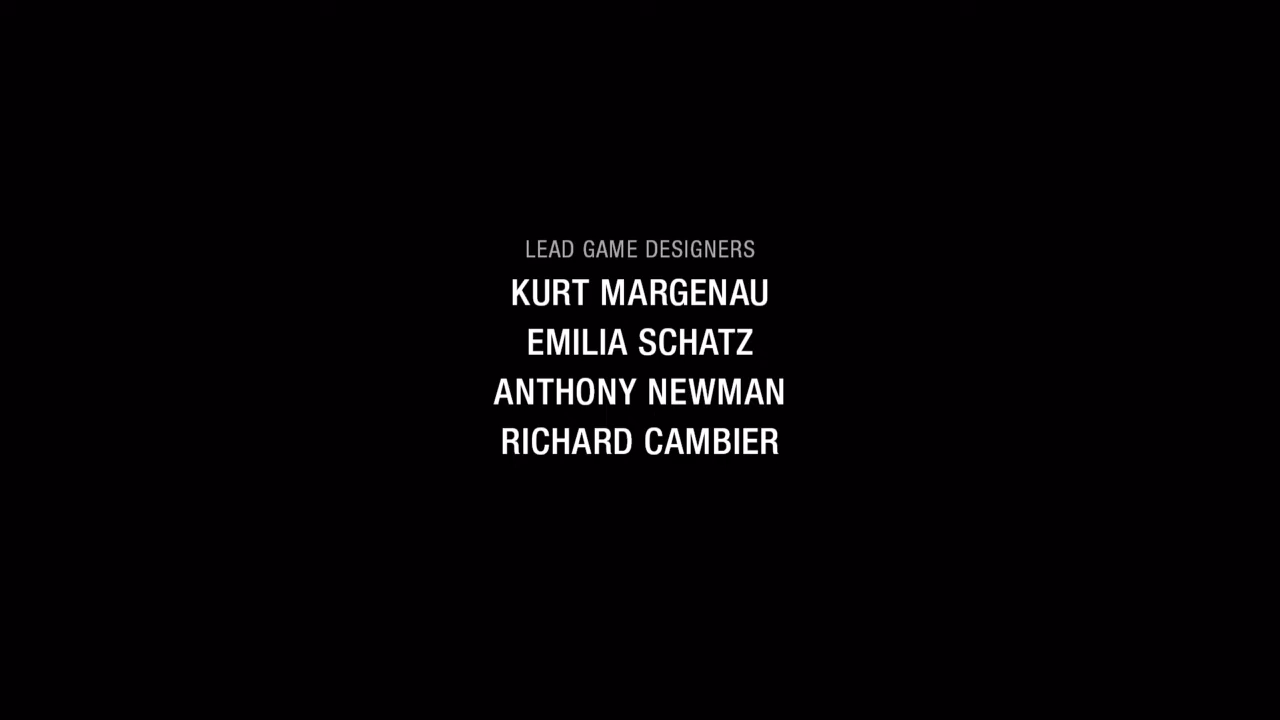 LEAD GAME DESIGNERS
KURT MARGENAU
EMILIA SCHATZ
ANTHONY NEWMAN
RICHARD CAMBIER